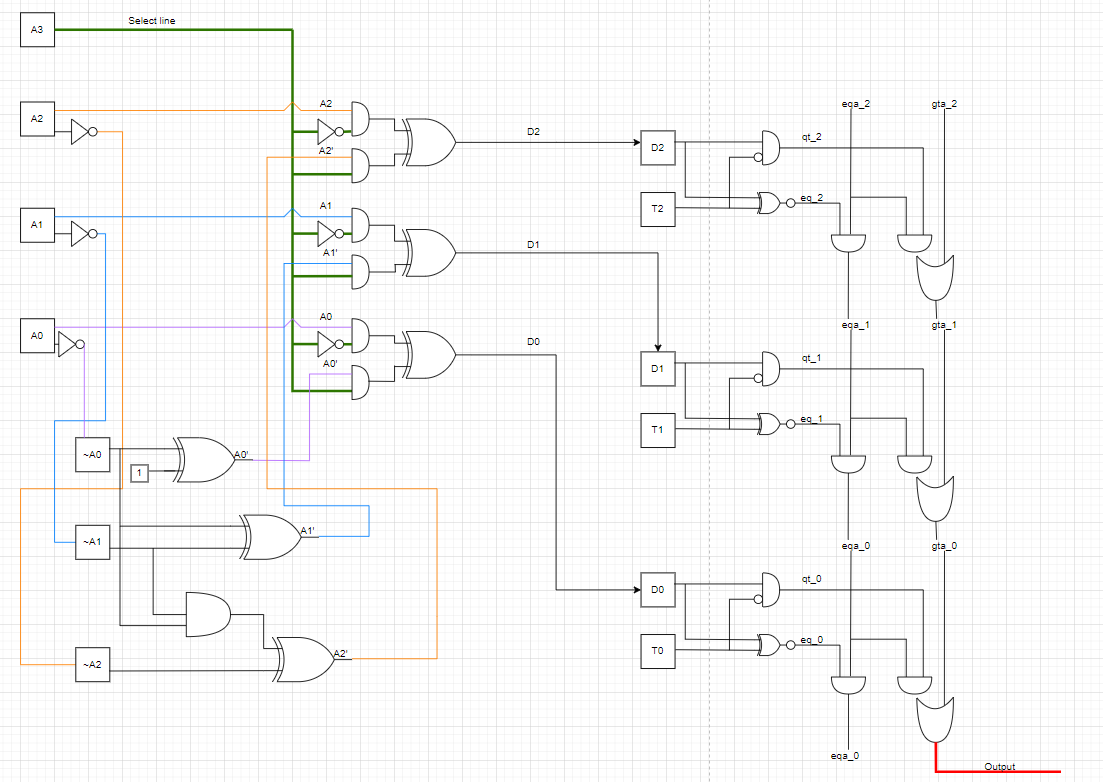 A3
Select line
A2
A2
eqa_2
gta_2
D2
D2
qt_2
A2'
T2
eq_2
A1
A1
D1
A1'
A0
A0
eqa_1
gta_1
D0
D1
qt_1
A0'
T1
eq_1
~A0
1
A0'
~A1
A1'
eqa_0
gta_0
D0
qt_0
T0
eq_0
~A2
A2'
eqa_0
Output